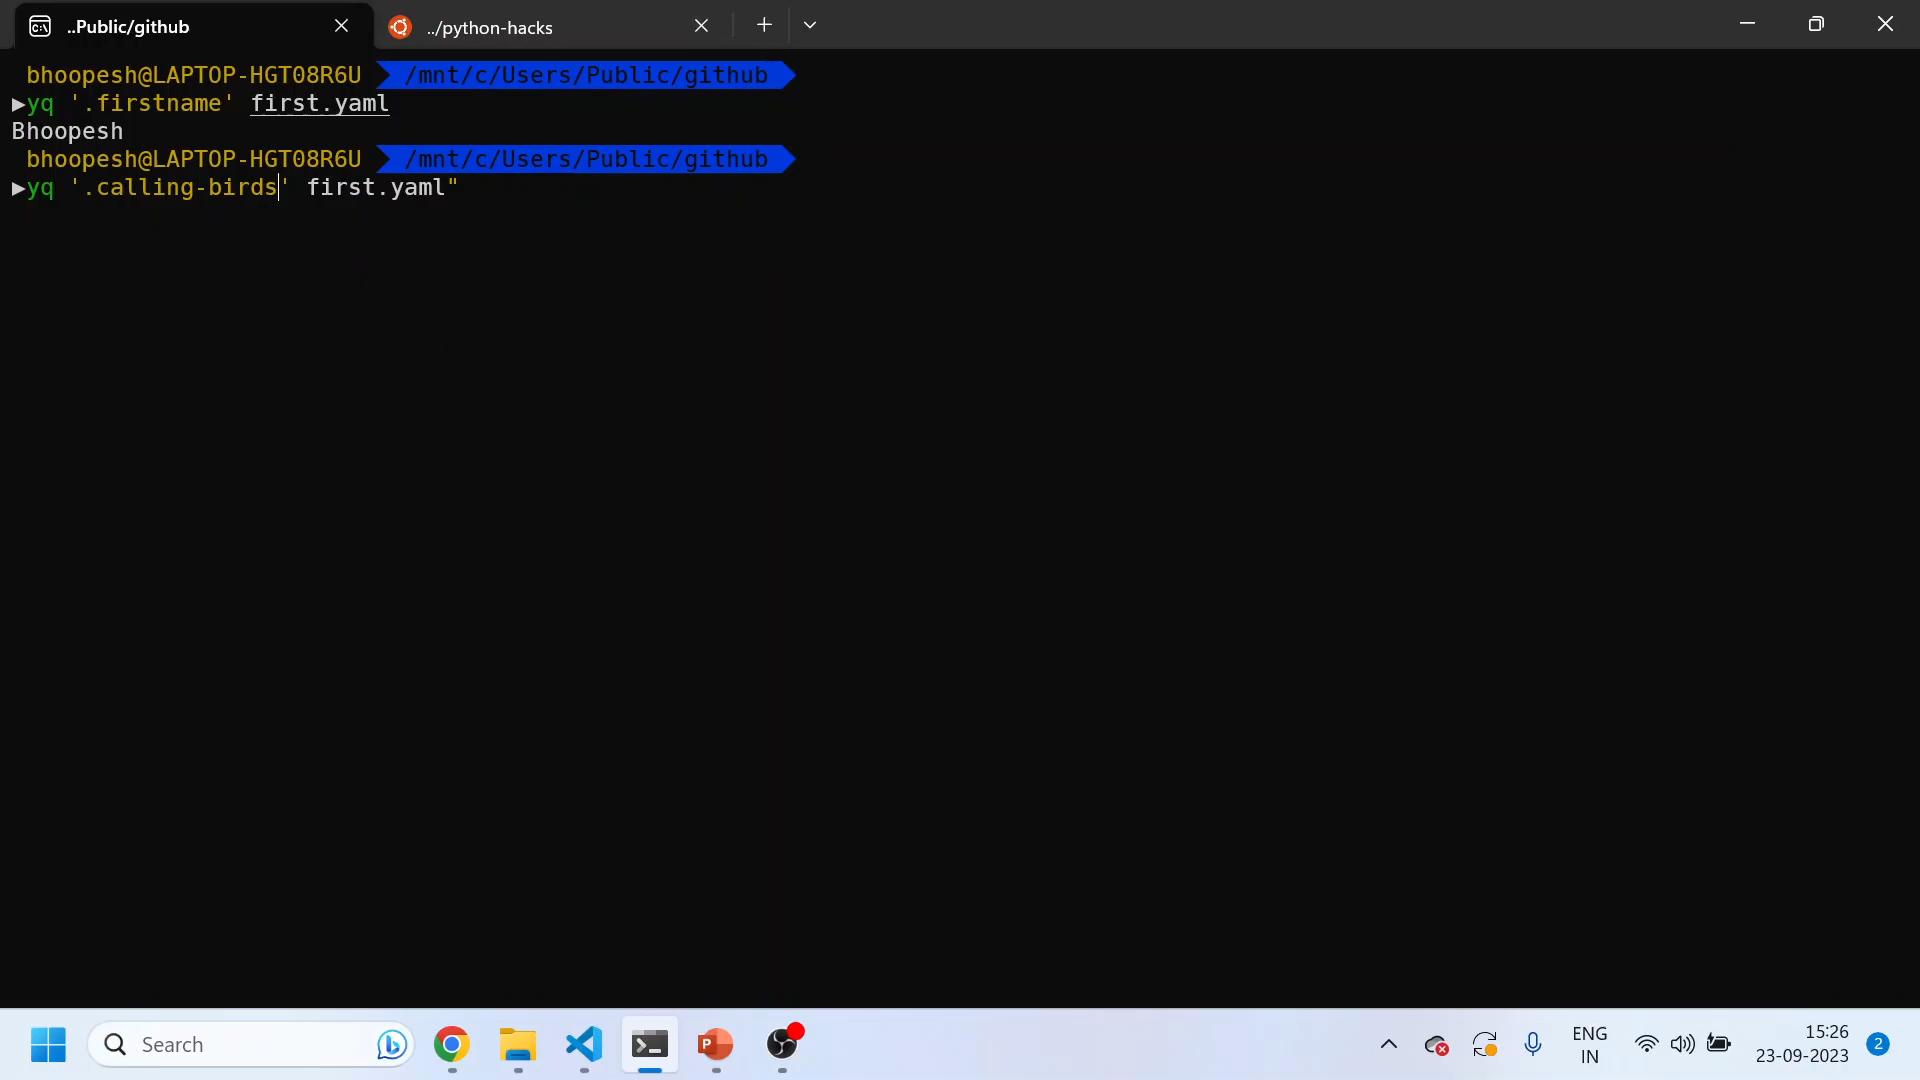 ..Public/github
../python-hacks
bhoopesh@LAPTOP-HGT08R6U /mnt/c/Users/Public/github
▶yq '.firstname' first.yaml
Bhoopesh
bhoopesh@LAPTOP-HGT08R6U /mnt/c/Users/Public/github
▶yq '.calling-birds' first.yaml"
Search
P
ENG
IN
15:26
23-09-2023
2